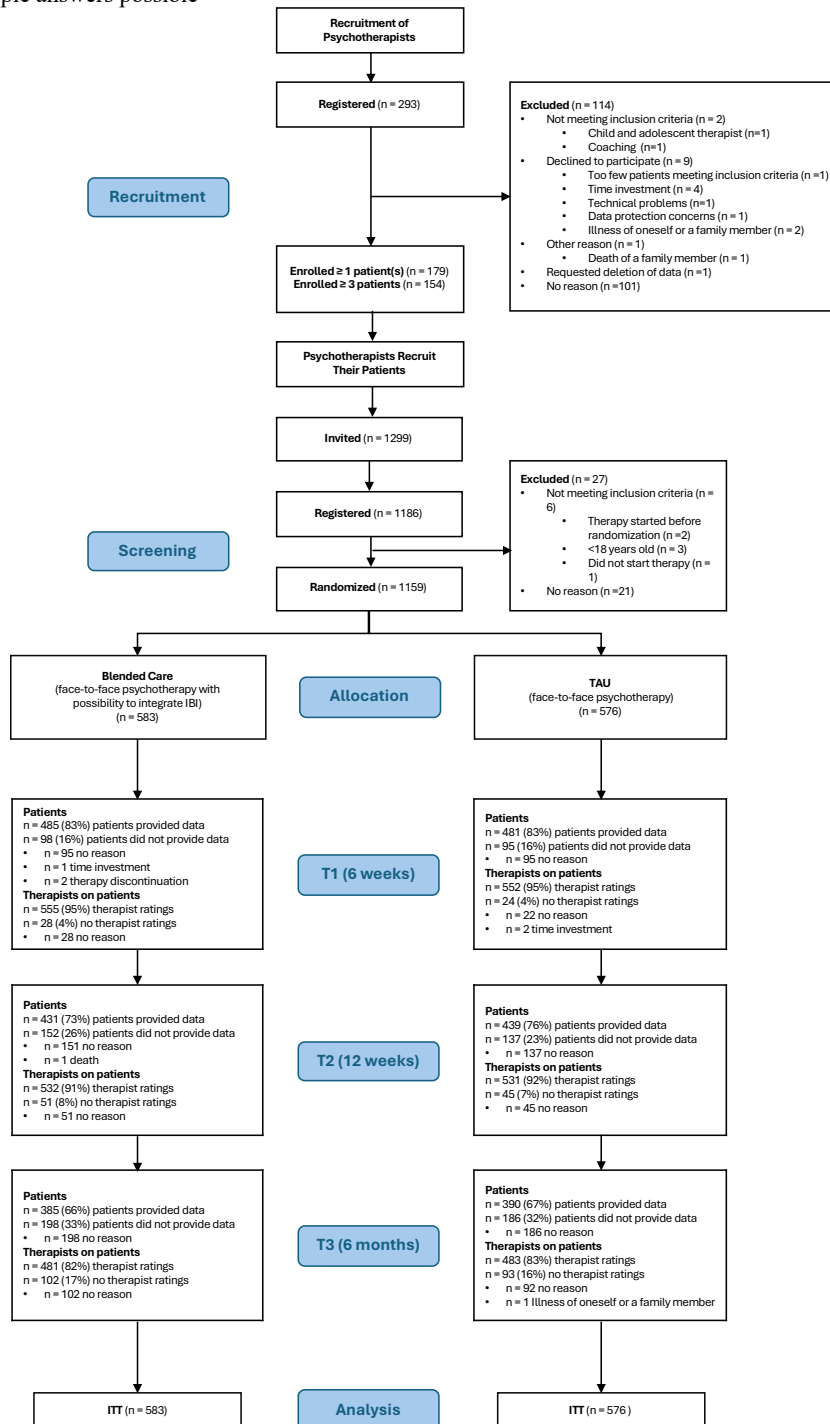 ple answers possible
Recruitment of
Psychotherapists
Registered (n = 293)
Excluded (n = 114)
• Not meeting inclusion criteria (n = 2)
• Child and adolescent therapist (n=1)
• Coaching (n=1)
• Declined to participate (n = 9)
• Too few patients meeting inclusion criteria (n =1)
• Time investment (n = 4)
• Technical problems (n=1)
• Data protection concerns (n = 1)
• Illness of oneself or a family member (n = 2)
• Other reason (n = 1)
• Death of a family member (n = 1)
• Requested deletion of data (n =1)
• No reason (n =101)
Recruitment
Enrolled ≥ 1 patient(s) (n = 179)
Enrolled ≥ 3 patients (n = 154)
Psychotherapists Recruit
Their Patients
Invited (n = 1299)
Registered (n = 1186)
Excluded (n = 27)
• Not meeting inclusion criteria (n =
6)
• Therapy started before
randomization (n =2)
• <18 years old (n = 3)
• Did not start therapy (n =
1)
• No reason (n =21)
Screening
Randomized (n = 1159)
Blended Care
(face-to-face psychotherapy with
possibility to integrate IBI)
(n = 583)
Allocation
TAU
(face-to-face psychotherapy)
(n = 576)
Patients
n = 485 (83%) patients provided data
n = 98 (16%) patients did not provide data
• n = 95 no reason
• n = 1 time investment
• n = 2 therapy discontinuation
Therapists on patients
n = 555 (95%) therapist ratings
n = 28 (4%) no therapist ratings
• n = 28 no reason
T1 (6 weeks)
Patients
n = 481 (83%) patients provided data
n = 95 (16%) patients did not provide data
• n = 95 no reason
Therapists on patients
n = 552 (95%) therapist ratings
n = 24 (4%) no therapist ratings
• n = 22 no reason
• n = 2 time investment
Patients
n = 431 (73%) patients provided data
n = 152 (26%) patients did not provide data
• n = 151 no reason
• n = 1 death
Therapists on patients
n = 532 (91%) therapist ratings
n = 51 (8%) no therapist ratings
• n = 51 no reason
T2 (12 weeks)
Patients
n = 439 (76%) patients provided data
n = 137 (23%) patients did not provide data
• n = 137 no reason
Therapists on patients
n = 531 (92%) therapist ratings
n = 45 (7%) no therapist ratings
• n = 45 no reason
Patients
n = 385 (66%) patients provided data
n = 198 (33%) patients did not provide data
• n = 198 no reason
Therapists on patients
n = 481 (82%) therapist ratings
n = 102 (17%) no therapist ratings
• n = 102 no reason
T3 (6 months)
Patients
n = 390 (67%) patients provided data
n = 186 (32%) patients did not provide data
• n = 186 no reason
Therapists on patients
n = 483 (83%) therapist ratings
n = 93 (16%) no therapist ratings
• n = 92 no reason
• n = 1 Illness of oneself or a family member
ITT (n = 583)
Analysis
ITT (n = 576 )